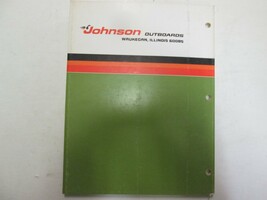 Johnson OUTBOARDS
WAUKEGAN, ILLINOIS 60085